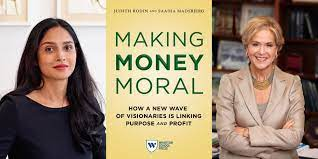 JUDITH RODIN AND SAADIA MADSBJERG
MAKING
MONEY
MORAL
HOW A NEW WAVE
OF VISIONARIES IS LINKING
PURPOSE AND PROFIT